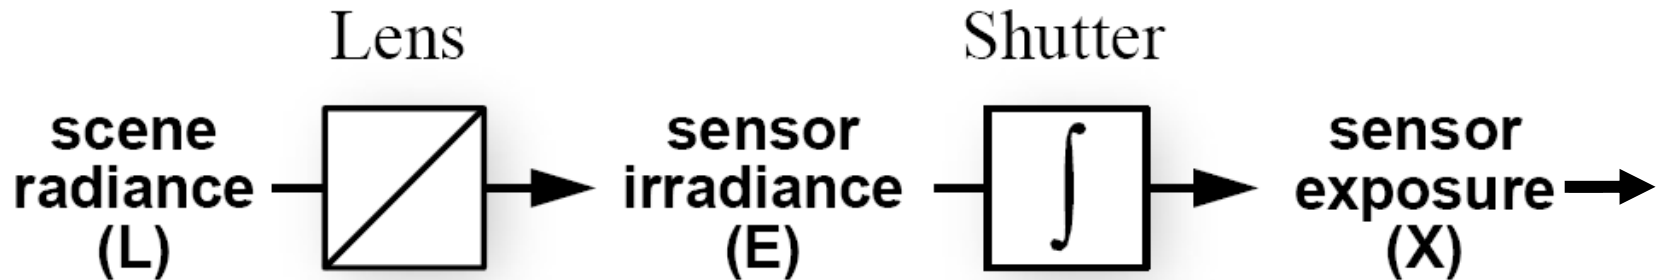 Lens
Shutter
scene
radiance
(L)
sensor
irradiance
(E)
∫
sensor
exposure
(X)